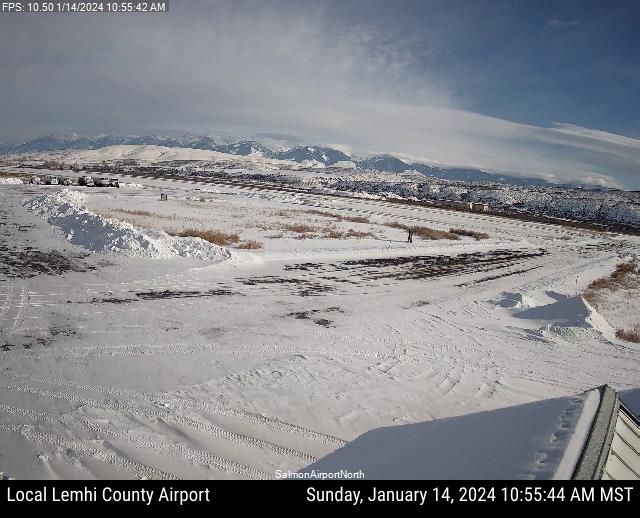 FPS: 10.50 1/14/2024 10:55:42 AM
SalmonAirportNorth
Local Lemhi County Airport Sunday, January 14, 2024 10:55:44 AM MST